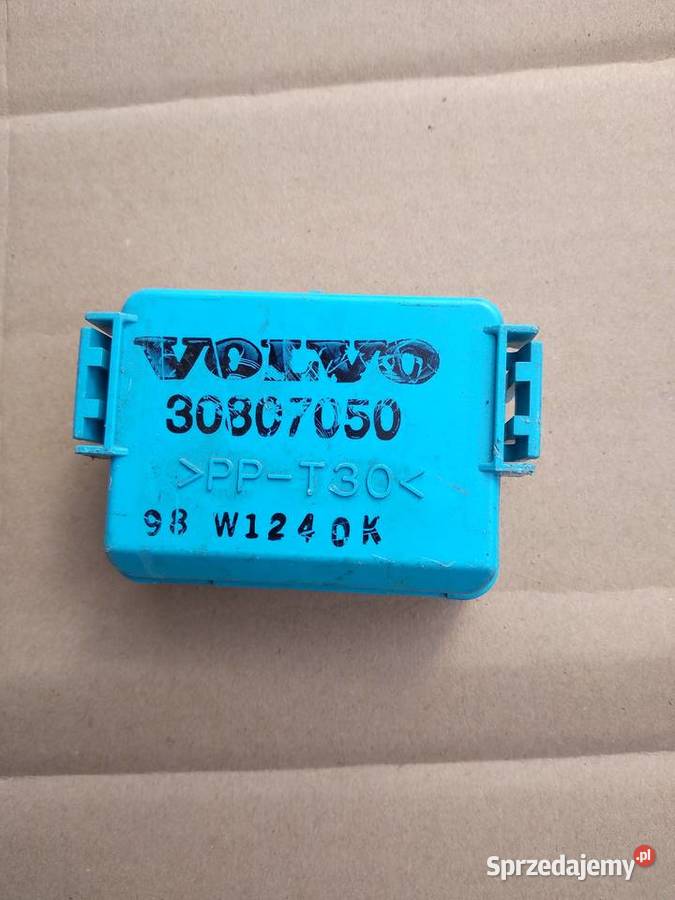 VOLVO
30807050
>PP-T30<
98 W1240K
Sprzedajemy.pl